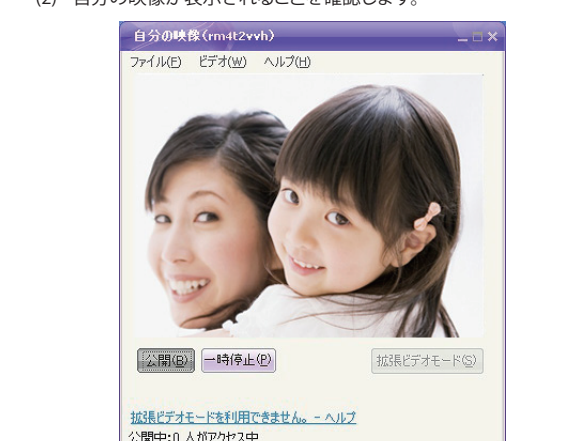 (2) 自分の映像が表示されることを確認します。
自分の映像(rm4t2vvh)
ファイル(F) ビデオ(W) ヘルプ(H)
公開(B) 一時停止(P) 拡張ビデオモード(S)
拡張ビデオモードを利用できません。 - ヘルプ
公開中:0 人がアクセス中